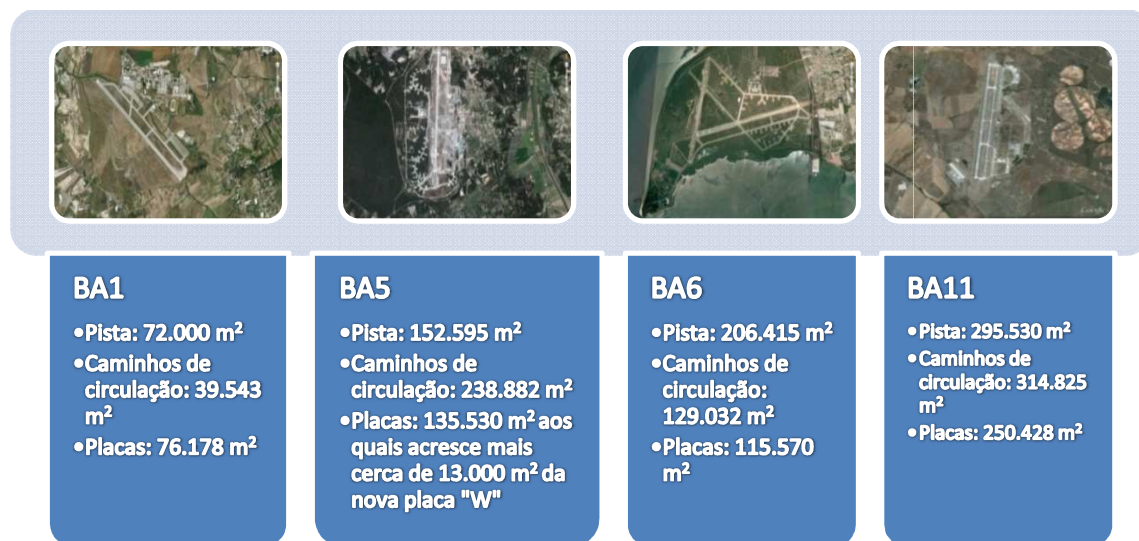 BA1
•Pista: 72.000 m²
•Caminhos de
circulação: 39.543
m²
•Placas: 76.178 m²
BA5
•Pista: 152.595 m²
•Caminhos de
circulação: 238.882 m²
•Placas: 135.530 m² aos
quais acresce mais
cerca de 13.000 m² da
nova placa "W"
BA6
•Pista: 206.415 m²
•Caminhos de
circulação:
129.032 m²
•Placas: 115.570
m²
BA11
•Pista: 295.530 m²
•Caminhos de
circulação: 314.825
m²
•Placas: 250.428 m²